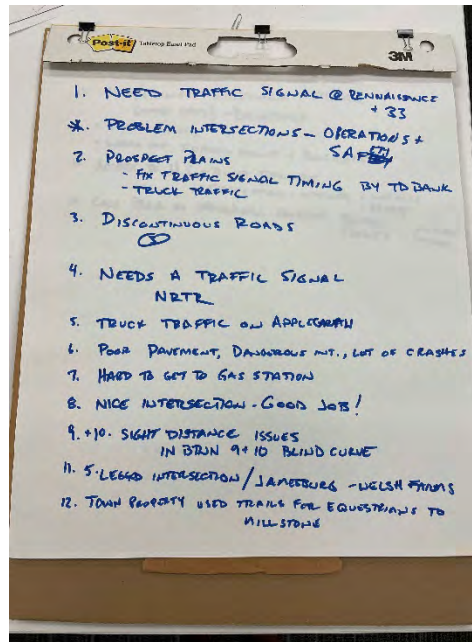 Post-it Tabletop Easel Pad
3M
1. NEED TRAFFIC SIGNAL @ RENNAISANCE
+ 33
*. PROBLEM INTERSECTIONS - OPERATIONS +
SAFETY
2. PROSPECT PLAINS
- FIX TRAFFIC SIGNAL TIMING BY TD BANK
- TRUCK TRAFFIC
3. DISCONTINUOUS ROADS
4. NEEDS A TRAFFIC SIGNAL
NRTR
5. TRUCK TRAFFIC ON APPLEGARTH
6. POOR PAVEMENT, DANGEROUS INT., LOT OF CRASHES
7. HARD TO GET TO GAS STATION
8. NICE INTERSECTION - GOOD JOB!
9. +10. SIGHT DISTANCE ISSUES
IN BTWN 9+10 BLIND CURVE
11. 5-LEGGED INTERSECTION / JAMESBURG - WELSH FARMS
12. TOWN PROPERTY USED TRAILS FOR EQUESTRIANS TO
MILLSTONE